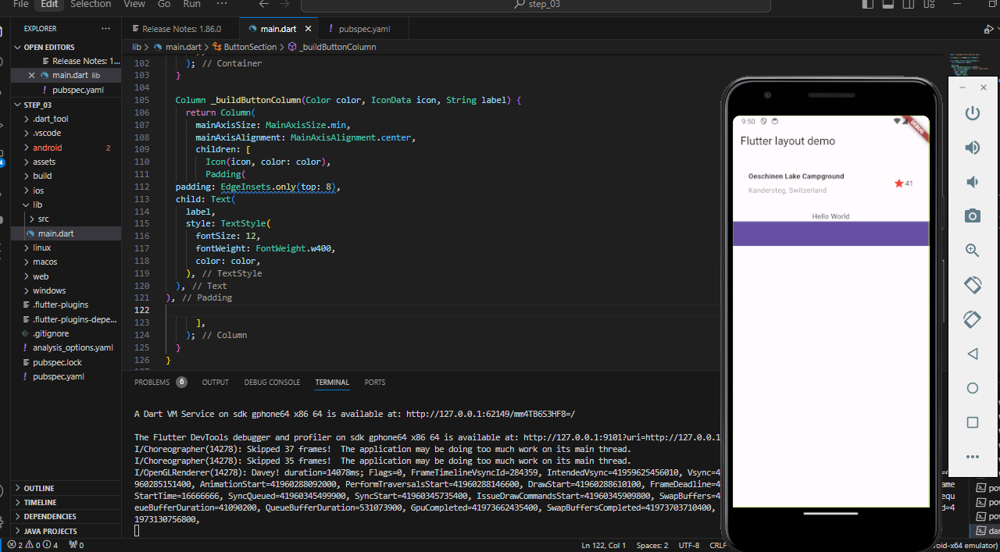 File Edit Selection View Go Run ··· step_03
EXPLORER ···
OPEN EDITORS
Release Notes: 1...
main.dart lib
pubspec.yaml
STEP_03
.dart_tool
.vscode
android 2
assets
build
ios
lib
src
main.dart
linux
macos
web
windows
.flutter-plugins
.flutter-plugins-depe...
.gitignore
analysis_options.yaml
pubspec.lock
pubspec.yaml
OUTLINE
TIMELINE
DEPENDENCIES
JAVA PROJECTS
Release Notes: 1.86.0 main.dart pubspec.yaml
lib > main.dart > ButtonSection > _buildButtonColumn
102 ); // Container
103 }
104
105 Column _buildButtonColumn(Color color, IconData icon, String label) {
106 return Column(
107 mainAxisSize: MainAxisSize.min,
108 mainAxisAlignment: MainAxisAlignment.center,
109 children: [
110 Icon(icon, color: color),
111 Padding(
112 padding: EdgeInsets.only(top: 8),
113 child: Text(
114 label,
115 style: TextStyle(
116 fontSize: 12,
117 fontWeight: FontWeight.w400,
118 color: color,
119 ), // TextStyle
120 ), // Text
121 ), // Padding
122
123 ],
124 ); // Column
125 }
126 }
PROBLEMS 6 OUTPUT DEBUG CONSOLE TERMINAL PORTS
A Dart VM Service on sdk gphone64 x86 64 is available at: http://127.0.0.1:62149/mm4TB6S3HF8=/
The Flutter DevTools debugger and profiler on sdk gphone64 x86 64 is available at: http://127.0.0.1:9101?uri=http://127.0.0.1
I/Choreographer(14278): Skipped 37 frames! The application may be doing too much work on its main thread.
I/Choreographer(14278): Skipped 35 frames! The application may be doing too much work on its main thread.
I/OpenGLRenderer(14278): Davey! duration=14078ms; Flags=0, FrameTimelineVsyncId=284359, IntendedVsync=41959625456010, Vsync=4
960285151400, AnimationStart=41960288092000, PerformTraversalsStart=41960288146600, DrawStart=41960288610100, FrameDeadline=4
StartTime=16666666, SyncQueued=41960345499900, SyncStart=41960345735400, IssueDrawCommandsStart=41960345909800, SwapBuffers=4
eueBufferDuration=41090200, QueueBufferDuration=531073900, GpuCompleted=41973662435400, SwapBuffersCompleted=41973703710400,
1973130756800,
9:50
DEBUG
Flutter layout demo
Oeschinen Lake Campground
Kandersteg, Switzerland
41
Hello World
pow
pow
pow
dar
2 0 4 0 Ln 122, Col 1 Spaces: 2 UTF-8 CRLF roid-x64 emulator)